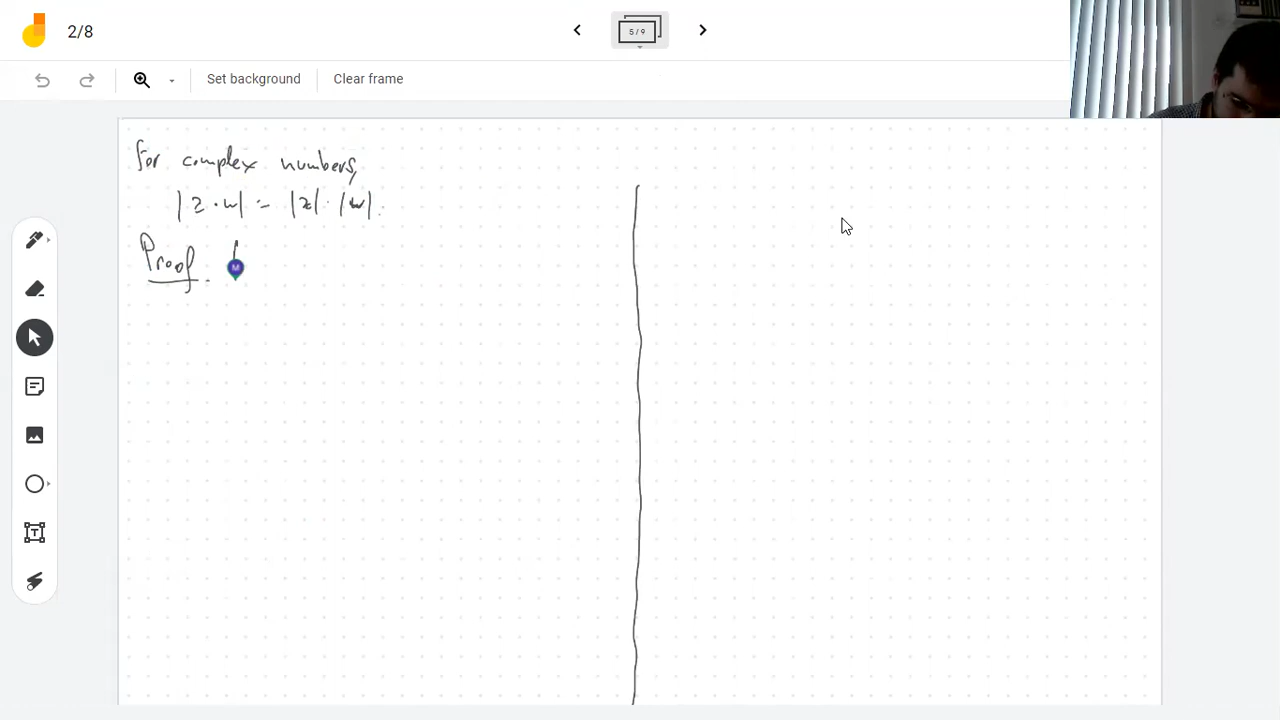 2/8
5 / 9
Set background
Clear frame
For complex numbers,
|z · w| = |z| · |w|.
Proof.
M